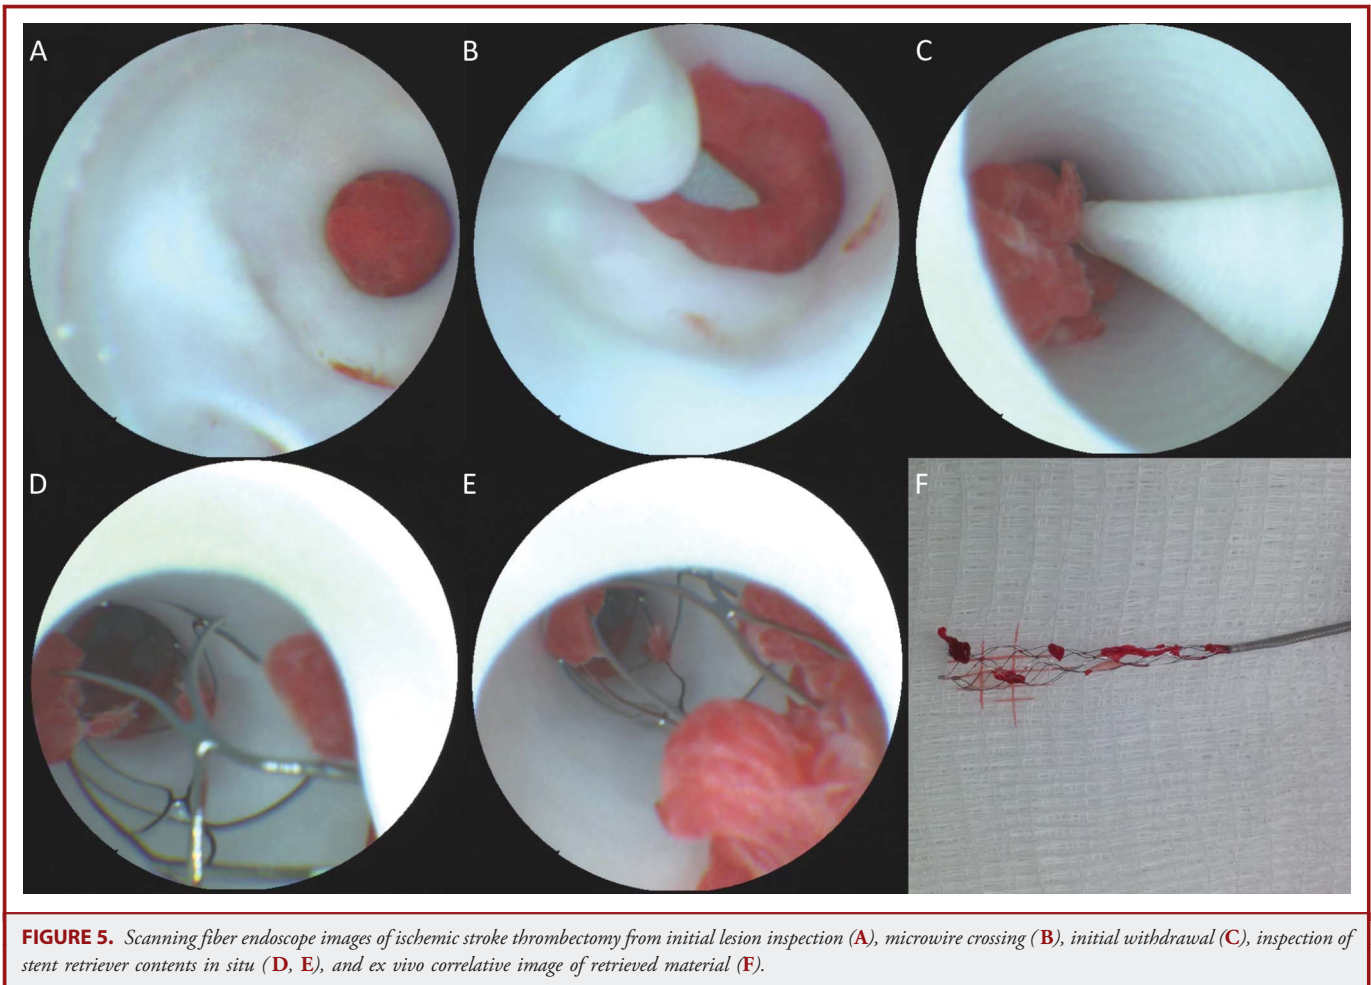 A
B
C
D
E
F
FIGURE 5. Scanning fiber endoscope images of ischemic stroke thrombectomy from initial lesion inspection (A), microwire crossing (B), initial withdrawal (C), inspection of
stent retriever contents in situ (D, E), and ex vivo correlative image of retrieved material (F).